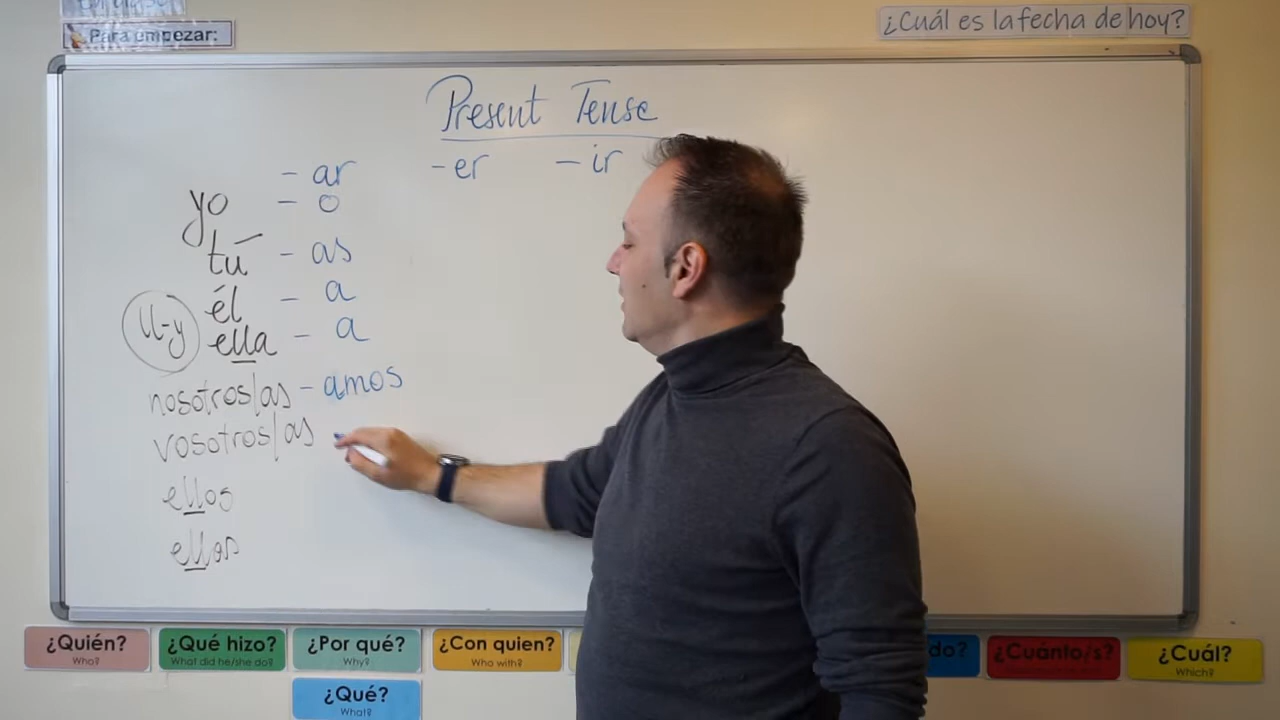 Para empezar:
¿Cuál es la fecha de hoy?
Present Tense
- ar - er - ir
yo - o
tú - as
él - a
ll-y
ella - a
nosotros/as - amos
vosotros/as
ellos
ellas
¿Quién?
Who?
¿Qué hizo?
What did he/she do?
¿Por qué?
Why?
¿Con quien?
Who with?
do?
¿Cuánto/s?
¿Cuál?
Which?
¿Qué?
What?